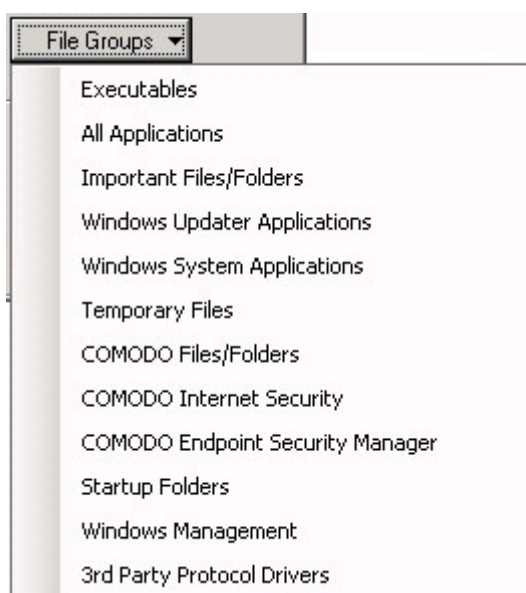 File Groups
Executables
All Applications
Important Files/Folders
Windows Updater Applications
Windows System Applications
Temporary Files
COMODO Files/Folders
COMODO Internet Security
COMODO Endpoint Security Manager
Startup Folders
Windows Management
3rd Party Protocol Drivers